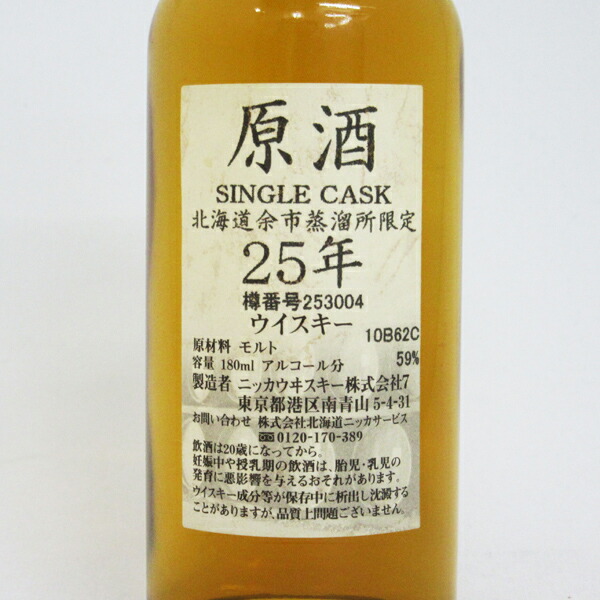 原酒
SINGLE CASK
北海道余市蒸溜所限定
25年
樽番号253004
ウイスキー
10B62C
原材料 モルト
容量 180ml アルコール分 59%
製造者 ニッカウヰスキー株式会社7
東京都港区南青山 5-4-31
お問い合わせ 株式会社北海道ニッカサービス
0120-170-389
飲酒は20歳になってから。
妊娠中や授乳期の飲酒は、胎児・乳児の
発育に悪影響を与えるおそれがあります。
ウイスキー成分等が保存中に析出し沈澱する
ことがありますが、品質上問題ございません。